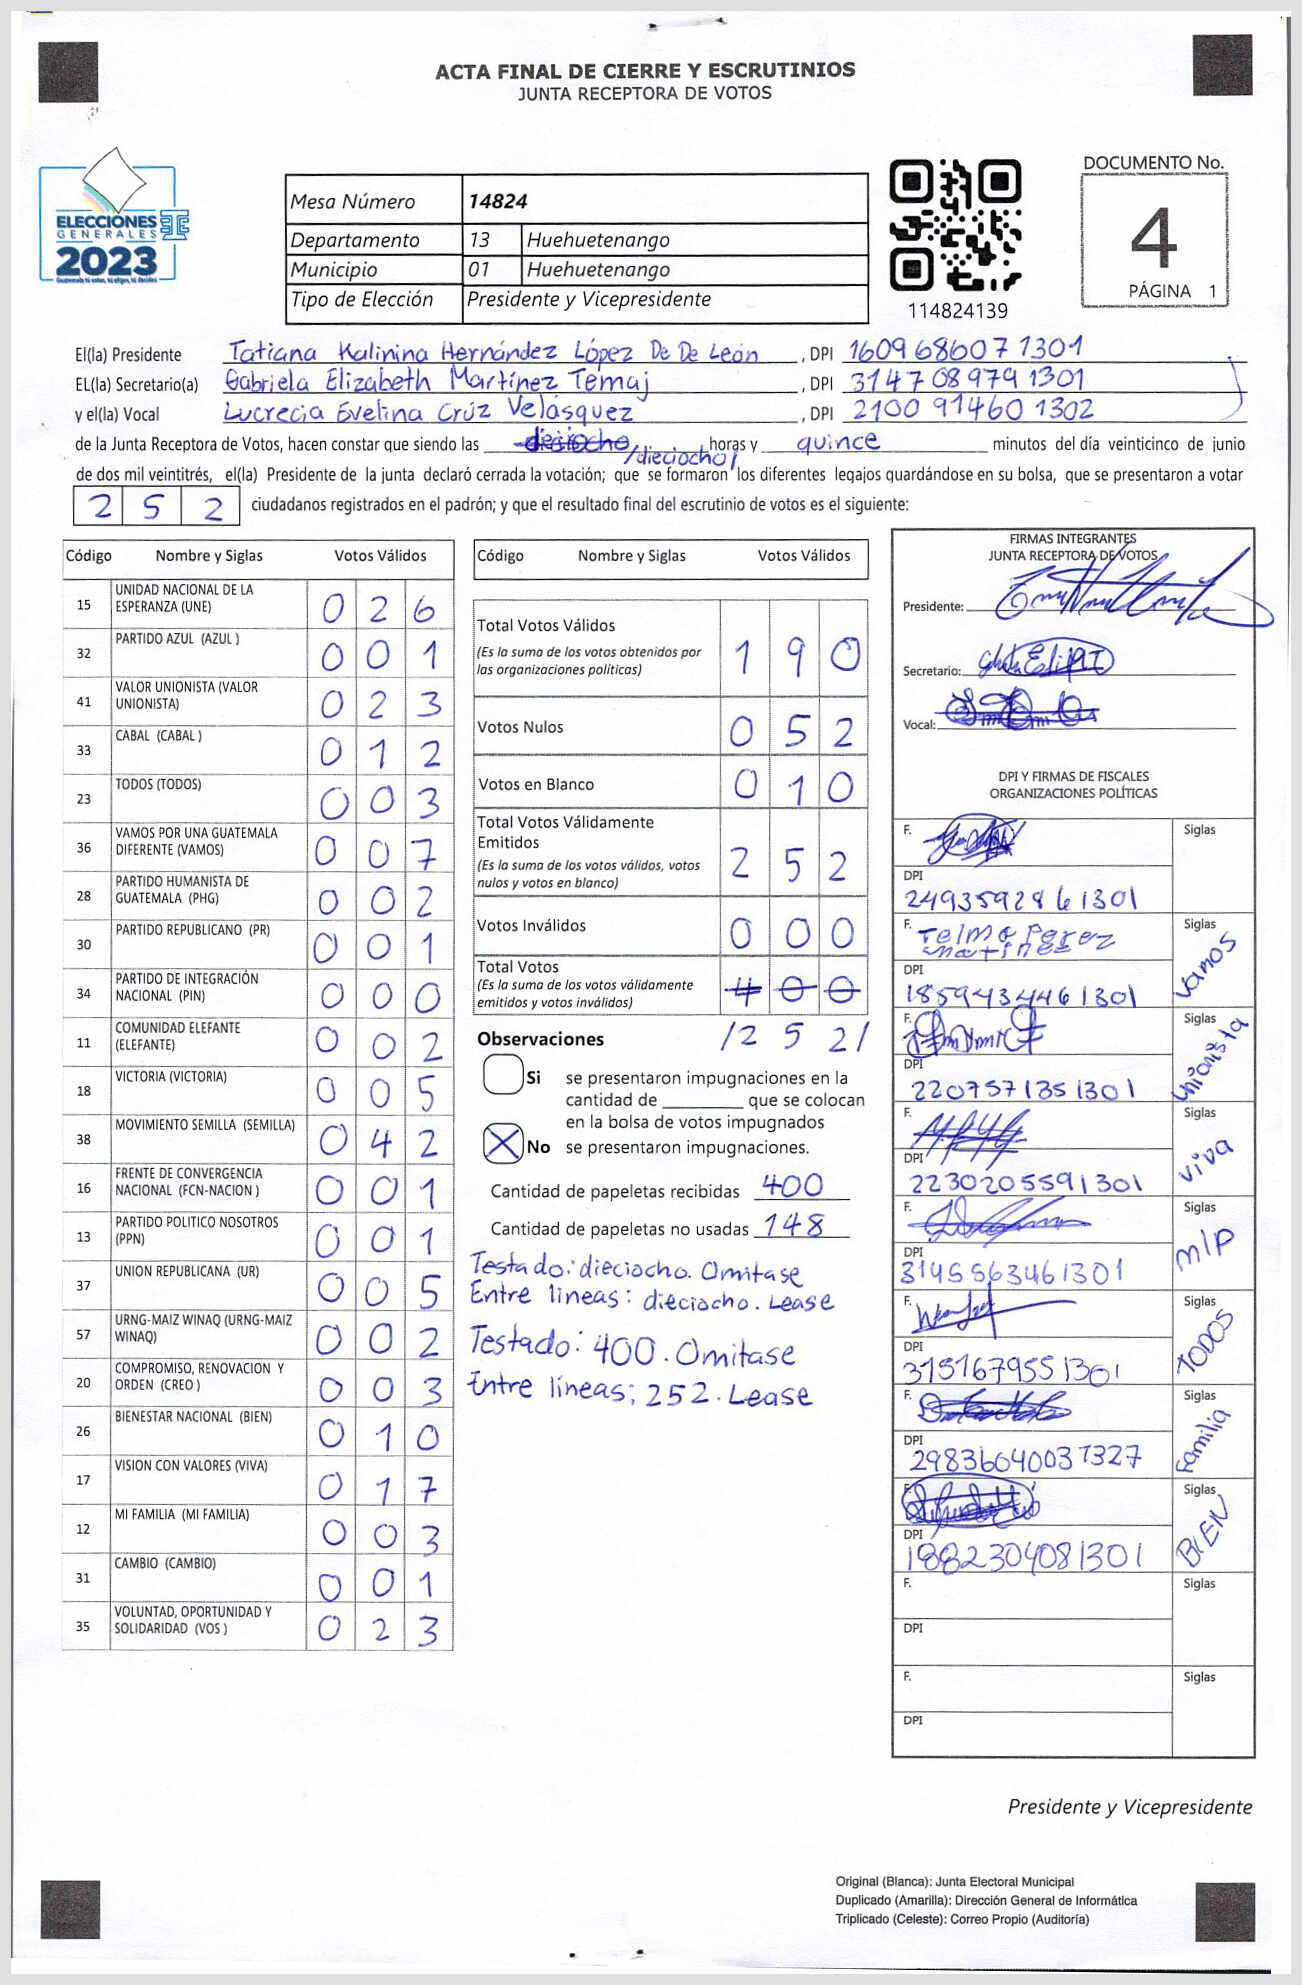 ACTA FINAL DE CIERRE Y ESCRUTINIOS
JUNTA RECEPTORA DE VOTOS
ELECCIONES
GENERALES
2023
Mesa Número 14824
Departamento 13 Huehuetenango
Municipio 01 Huehuetenango
Tipo de Elección Presidente y Vicepresidente
114824139
DOCUMENTO No.
4
PÁGINA 1
El(la) Presidente Tatiana Kalinina Hernández López De De León , DPI 1609 68607 1301
EL(la) Secretario(a) Gabriela Elizabeth Martínez Temaj , DPI 3147 08979 1301
y el(la) Vocal Lucrecia Evelina Cruz Velásquez , DPI 2100 91460 1302
de la Junta Receptora de Votos, hacen constar que siendo las dieciocho /dieciocho/ horas y quince minutos del día veinticinco de junio
de dos mil veintitrés, el(la) Presidente de la junta declaró cerrada la votación; que se formaron los diferentes legajos guardándose en su bolsa, que se presentaron a votar
2 5 2 ciudadanos registrados en el padrón; y que el resultado final del escrutinio de votos es el siguiente:
Código Nombre y Siglas Votos Válidos
15 UNIDAD NACIONAL DE LA ESPERANZA (UNE) 0 2 6
32 PARTIDO AZUL (AZUL ) 0 0 1
41 VALOR UNIONISTA (VALOR UNIONISTA) 0 2 3
33 CABAL (CABAL ) 0 1 2
23 TODOS (TODOS) 0 0 3
36 VAMOS POR UNA GUATEMALA DIFERENTE (VAMOS) 0 0 7
28 PARTIDO HUMANISTA DE GUATEMALA (PHG) 0 0 2
30 PARTIDO REPUBLICANO (PR) 0 0 1
34 PARTIDO DE INTEGRACIÓN NACIONAL (PIN) 0 0 0
11 COMUNIDAD ELEFANTE (ELEFANTE) 0 0 2
18 VICTORIA (VICTORIA) 0 0 5
38 MOVIMIENTO SEMILLA (SEMILLA) 0 4 2
16 FRENTE DE CONVERGENCIA NACIONAL (FCN-NACION ) 0 0 1
13 PARTIDO POLITICO NOSOTROS (PPN) 0 0 1
37 UNION REPUBLICANA (UR) 0 0 5
57 URNG-MAIZ WINAQ (URNG-MAIZ WINAQ) 0 0 2
20 COMPROMISO, RENOVACION Y ORDEN (CREO ) 0 0 3
26 BIENESTAR NACIONAL (BIEN) 0 1 0
17 VISION CON VALORES (VIVA) 0 1 7
12 MI FAMILIA (MI FAMILIA) 0 0 3
31 CAMBIO (CAMBIO) 0 0 1
35 VOLUNTAD, OPORTUNIDAD Y SOLIDARIDAD (VOS ) 0 2 3
Código Nombre y Siglas Votos Válidos
Total Votos Válidos 1 9 0
(Es la suma de los votos obtenidos por
las organizaciones políticas)
Votos Nulos 0 5 2
Votos en Blanco 0 1 0
Total Votos Válidamente
Emitidos 2 5 2
(Es la suma de los votos válidos, votos
nulos y votos en blanco)
Votos Inválidos 0 0 0
Total Votos
(Es la suma de los votos válidamente
emitidos y votos inválidos) 4 0 0
/2 5 2/
Observaciones
Si se presentaron impugnaciones en la
cantidad de ________ que se colocan
en la bolsa de votos impugnados
No se presentaron impugnaciones.
Cantidad de papeletas recibidas 400
Cantidad de papeletas no usadas 148
Testado: dieciocho. Omitase
Entre lineas: dieciocho. Lease
Testado: 400. Omitase
Entre líneas; 252. Lease
FIRMAS INTEGRANTES
JUNTA RECEPTORA DE VOTOS
Presidente:
Secretario:
Vocal:
DPI Y FIRMAS DE FISCALES
ORGANIZACIONES POLÍTICAS
F. Siglas
DPI
2493592861301
F. Telma Perez Martinez Siglas Vamos
DPI
1859434461301
F. Siglas Unionista
DPI
2207571351301
F. Siglas Viva
DPI
2230205591301
F. Siglas MLP
DPI
3145563461301
F. Siglas TODOS
DPI
3151679551301
F. Siglas Familia
DPI
2983604003 1327
F. Siglas BIEN
DPI
1882304081301
F. Siglas
DPI
F. Siglas
DPI
Presidente y Vicepresidente
Original (Blanca): Junta Electoral Municipal
Duplicado (Amarilla): Dirección General de Informática
Triplicado (Celeste): Correo Propio (Auditoría)